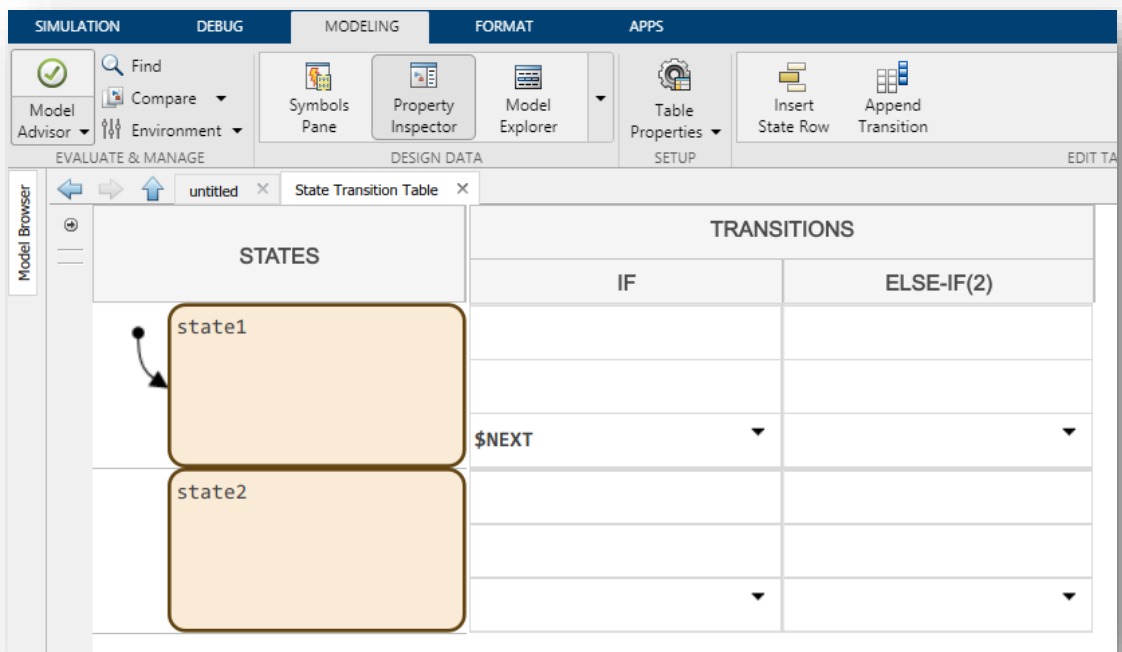 SIMULATION DEBUG MODELING FORMAT APPS
Model Advisor
Find
Compare
Environment
Symbols Pane
Property Inspector
Model Explorer
Table Properties
Insert State Row
Append Transition
EVALUATE & MANAGE DESIGN DATA SETUP EDIT TA
Model Browser
untitled State Transition Table
STATES
TRANSITIONS
IF ELSE-IF(2)
state1
$NEXT
state2